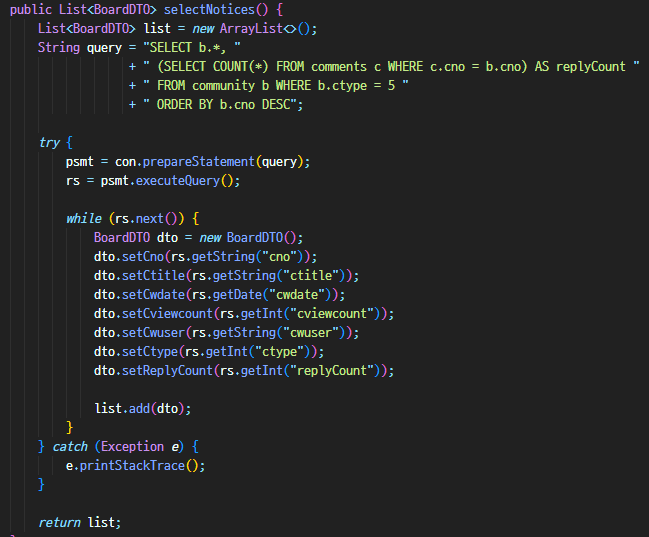 public List<BoardDTO> selectNotices() {
List<BoardDTO> list = new ArrayList<>();
String query = "SELECT b.*, "
+ " (SELECT COUNT(*) FROM comments c WHERE c.cno = b.cno) AS replyCount "
+ " FROM community b WHERE b.ctype = 5 "
+ " ORDER BY b.cno DESC";
try {
psmt = con.prepareStatement(query);
rs = psmt.executeQuery();
while (rs.next()) {
BoardDTO dto = new BoardDTO();
dto.setCno(rs.getString("cno"));
dto.setCtitle(rs.getString("ctitle"));
dto.setCwdate(rs.getDate("cwdate"));
dto.setCviewcount(rs.getInt("cviewcount"));
dto.setCwuser(rs.getString("cwuser"));
dto.setCtype(rs.getInt("ctype"));
dto.setReplyCount(rs.getInt("replyCount"));
list.add(dto);
}
} catch (Exception e) {
e.printStackTrace();
}
return list;